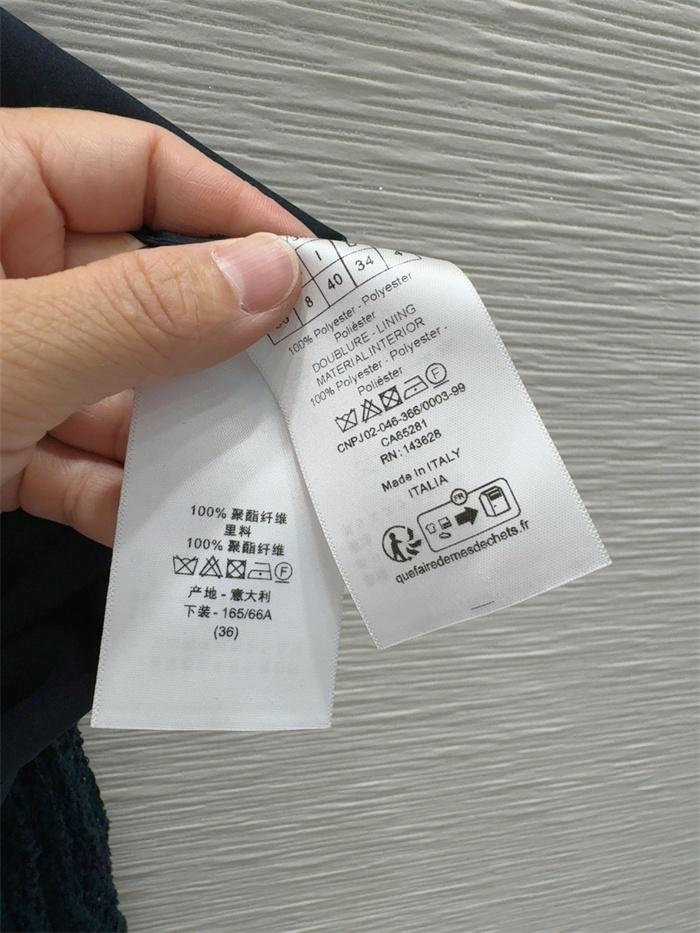 100% 聚酯纤维
里料
100% 聚酯纤维
产地 - 意大利
下装 - 165/66A
(36)
I
8 40 34
100% Polyester - Polyester
Poliéster
DOUBLURE - LINING
MATERIAL INTERIOR
100% Polyester - Polyester -
Poliéster
F
CNPJ 02-046-366/0003-99
CA65281
RN: 143628
Made in ITALY
ITALIA
FR
quefairedemesdechets.fr